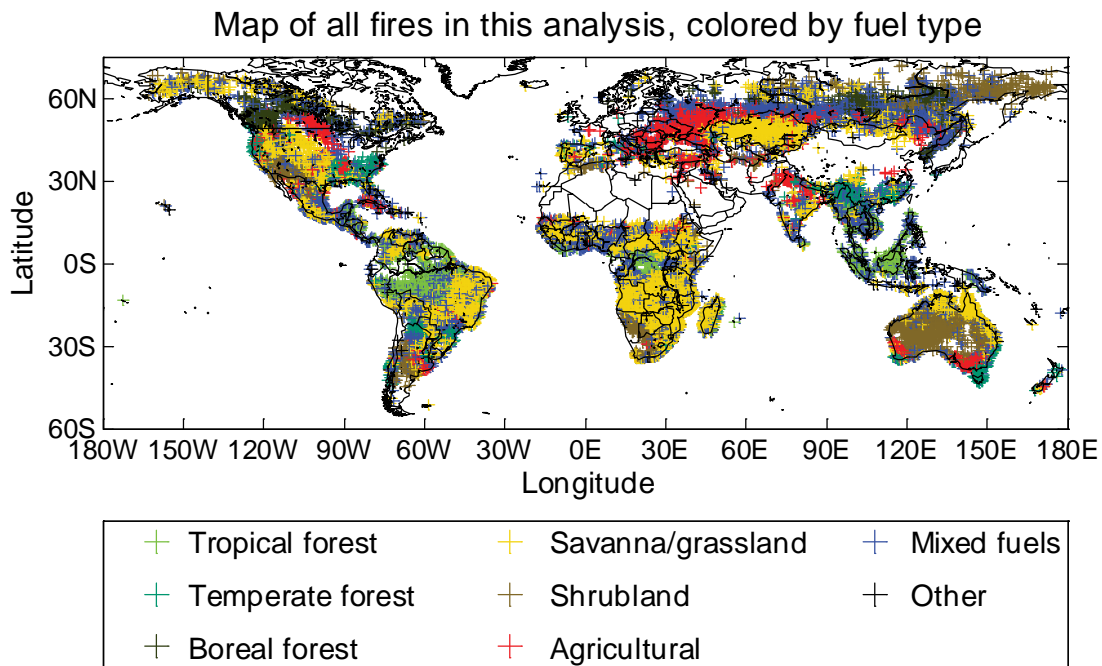 Map of all fires in this analysis, colored by fuel type
60N
30N
0S
30S
60S
Latitude
180W 150W 120W 90W 60W 30W 0E 30E 60E 90E 120E 150E 180E
Longitude
Tropical forest Savanna/grassland Mixed fuels
Temperate forest Shrubland Other
Boreal forest Agricultural